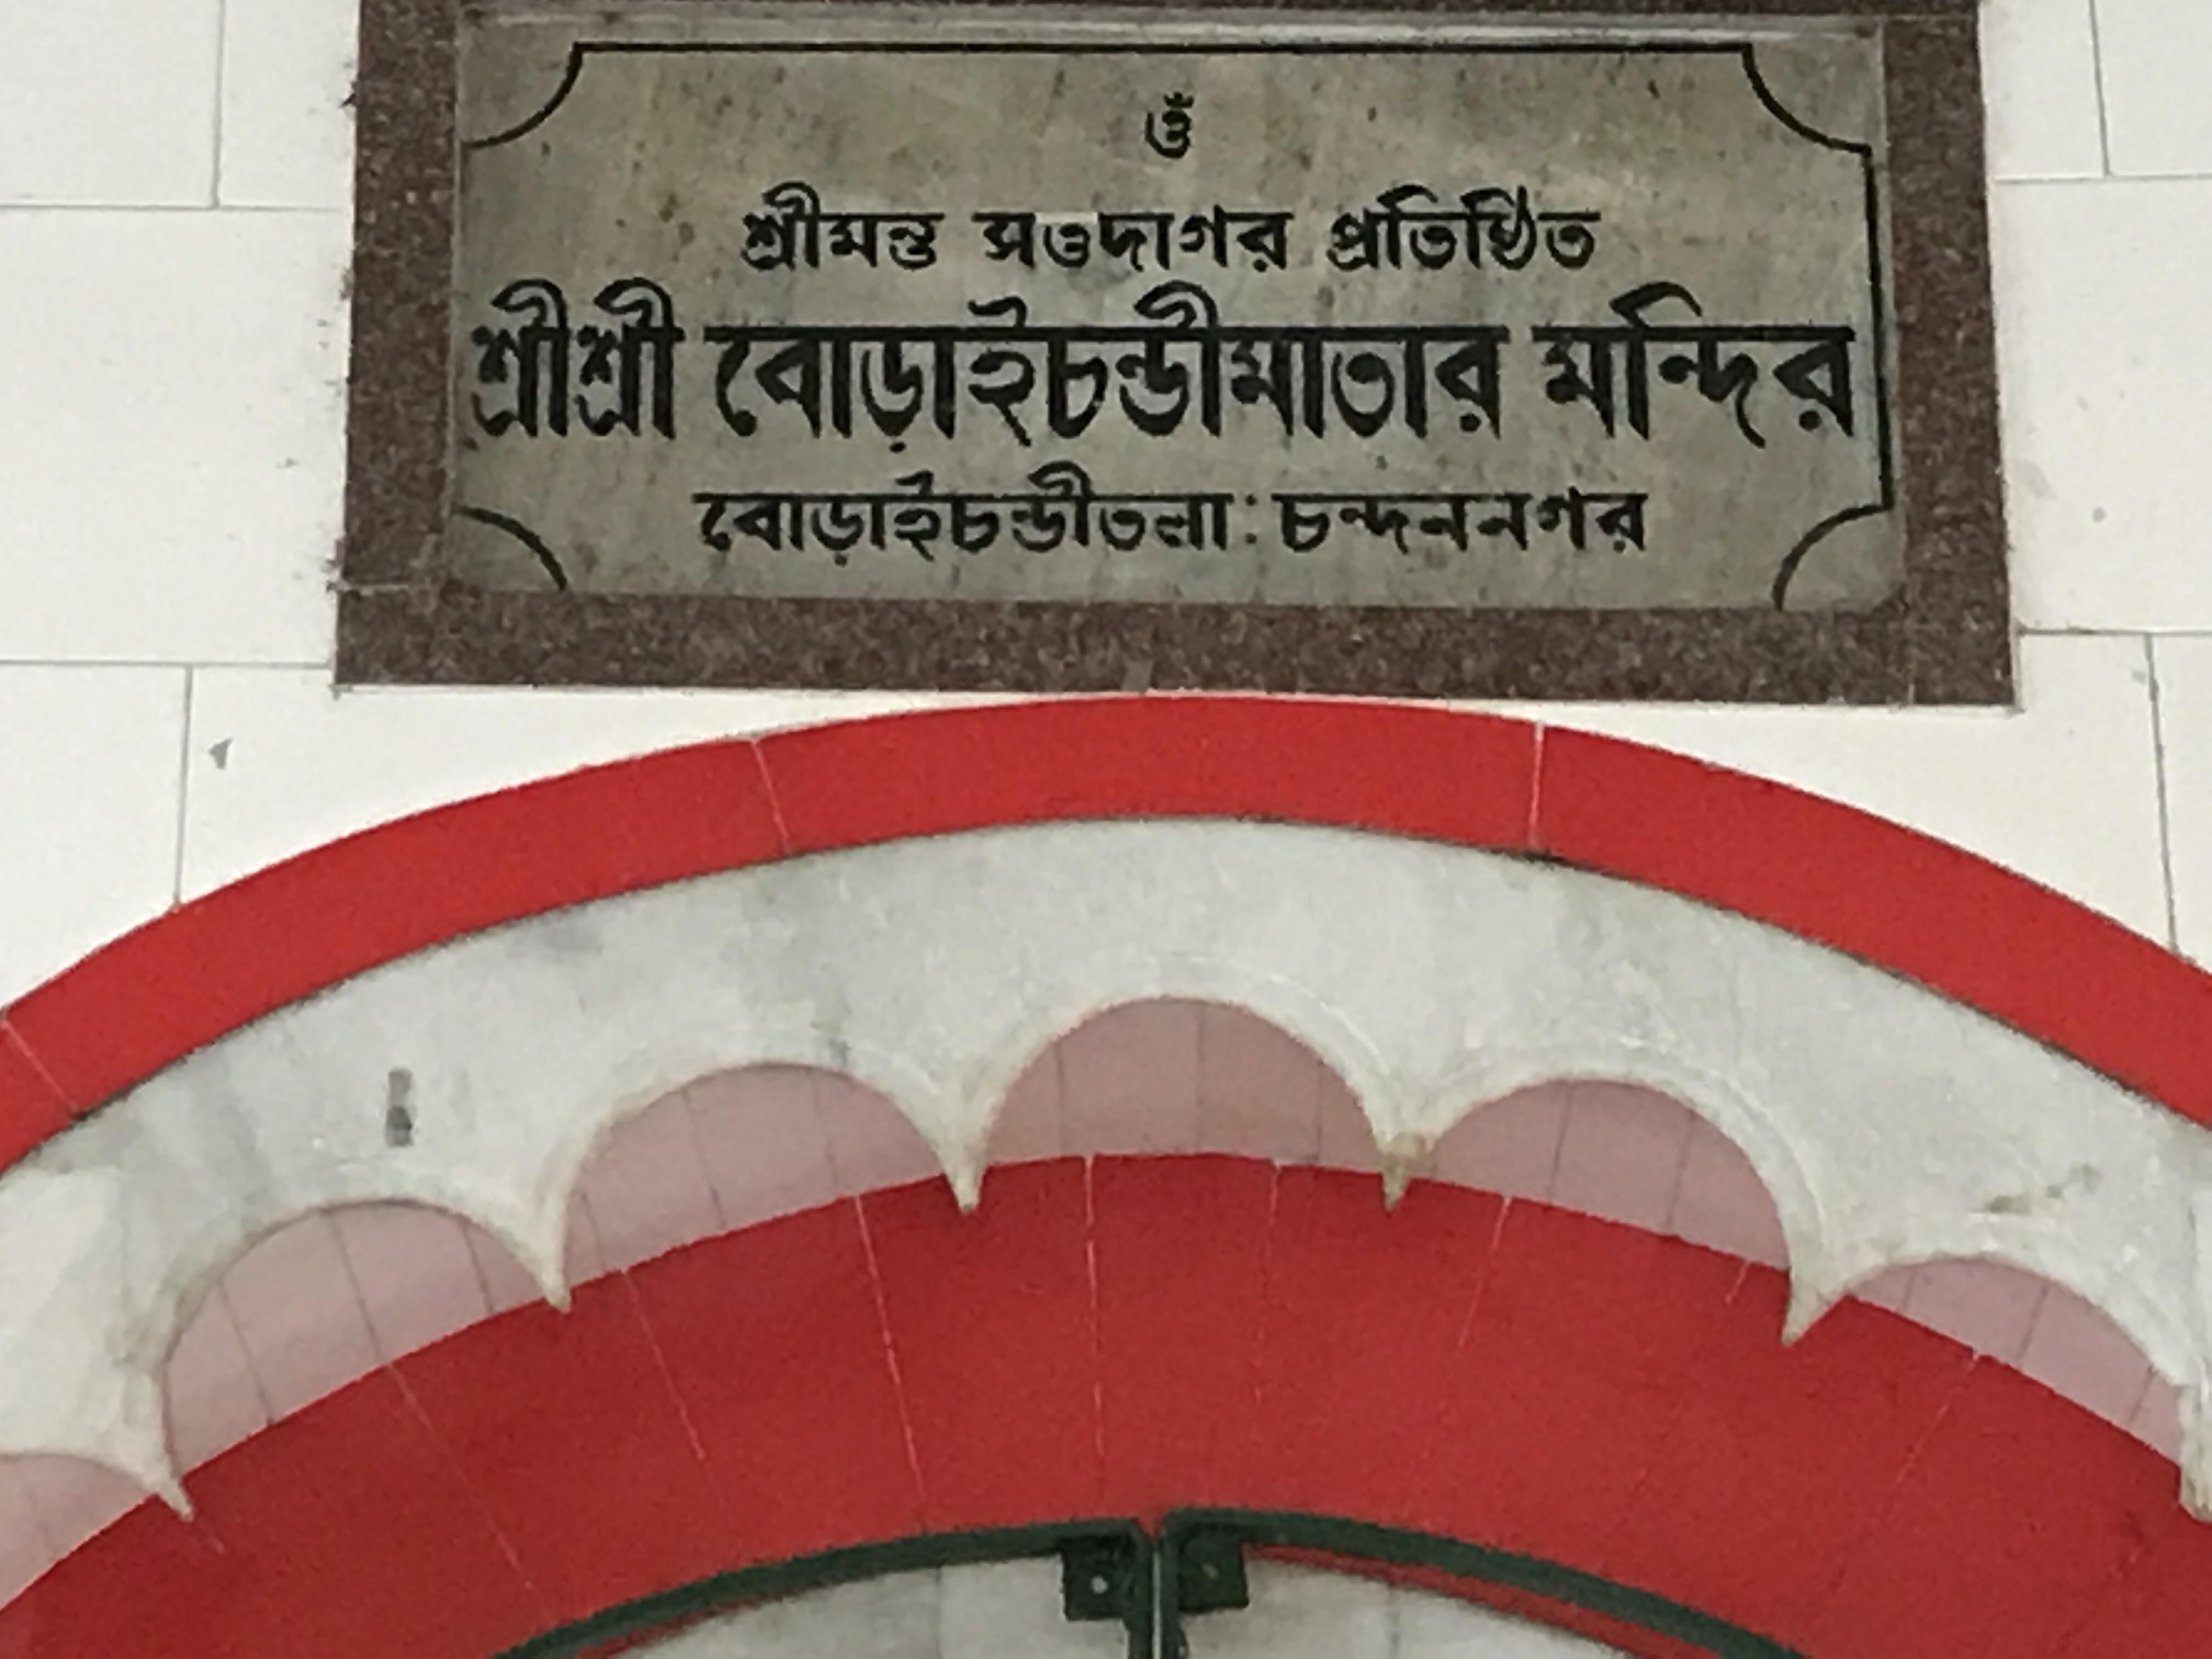 ওঁ
শ্রীমন্ত সওদাগর প্রতিষ্ঠিত
শ্রীশ্রী বোড়াইচন্ডীমাতার মন্দির
বোড়াইচন্ডীতলা : চন্দননগর